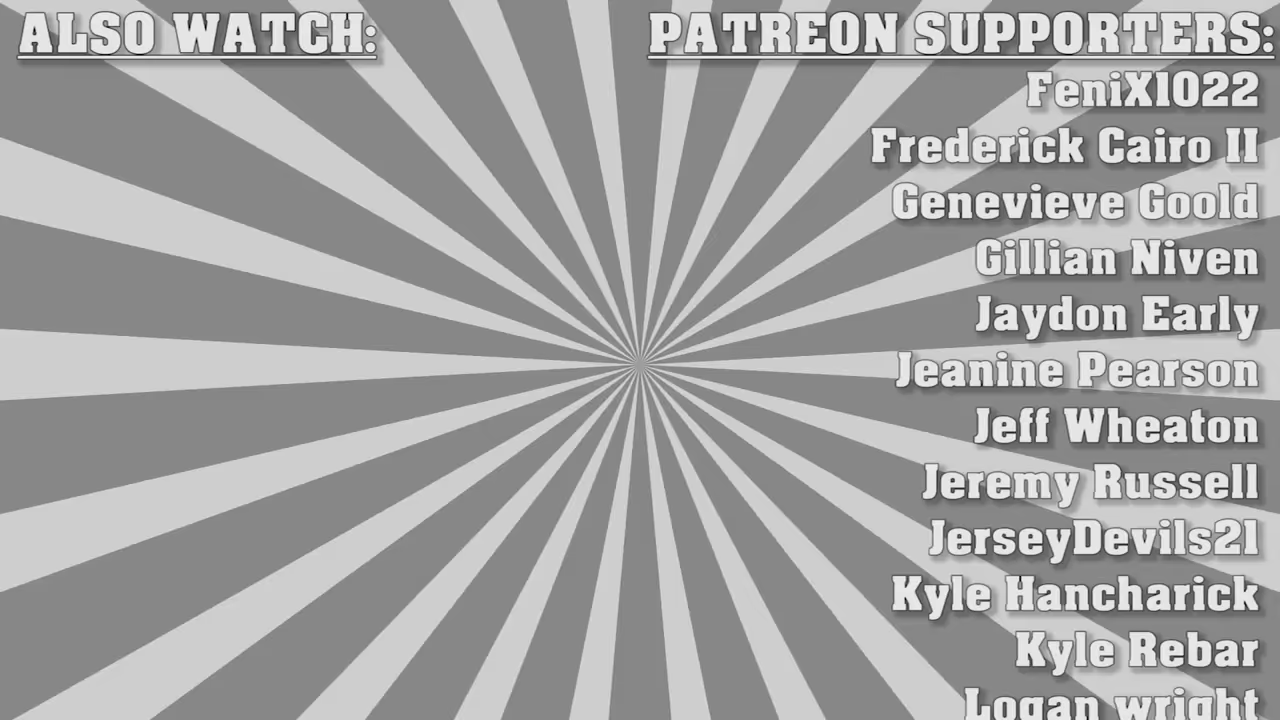 ALSO WATCH:
PATREON SUPPORTERS:
FeniX1022
Frederick Cairo II
Genevieve Goold
Gillian Niven
Jaydon Early
Jeanine Pearson
Jeff Wheaton
Jeremy Russell
JerseyDevils21
Kyle Hancharick
Kyle Rebar
Logan wright